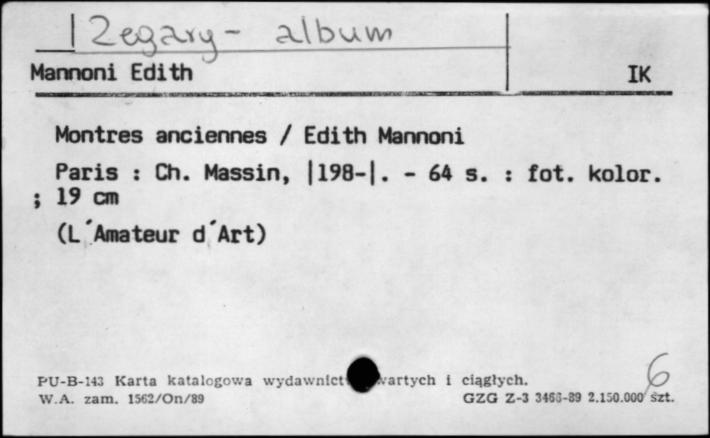 Zegary - album
Mannoni Edith IK
Montres anciennes / Edith Mannoni
Paris : Ch. Massin, |198-|. - 64 s. : fot. kolor.
; 19 cm
(L´Amateur d´Art)
6
PU-B-143 Karta katalogowa wydawnict wartych i ciągłych.
W.A. zam. 1562/On/89 GZG Z-3 3466-89 2.150.000 szt.